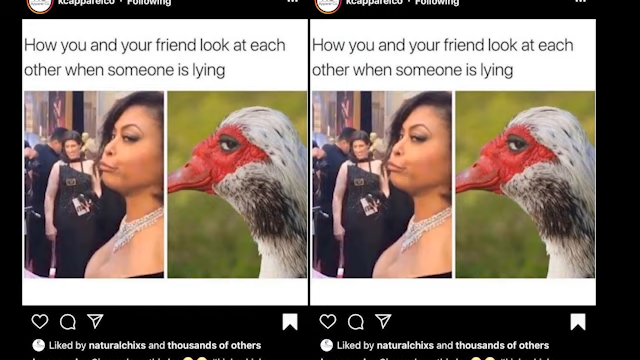 kcapparelco • Following
How you and your friend look at each
other when someone is lying
Liked by naturalchixs and thousands of others
kcapparelco • Following
How you and your friend look at each
other when someone is lying
Liked by naturalchixs and thousands of others